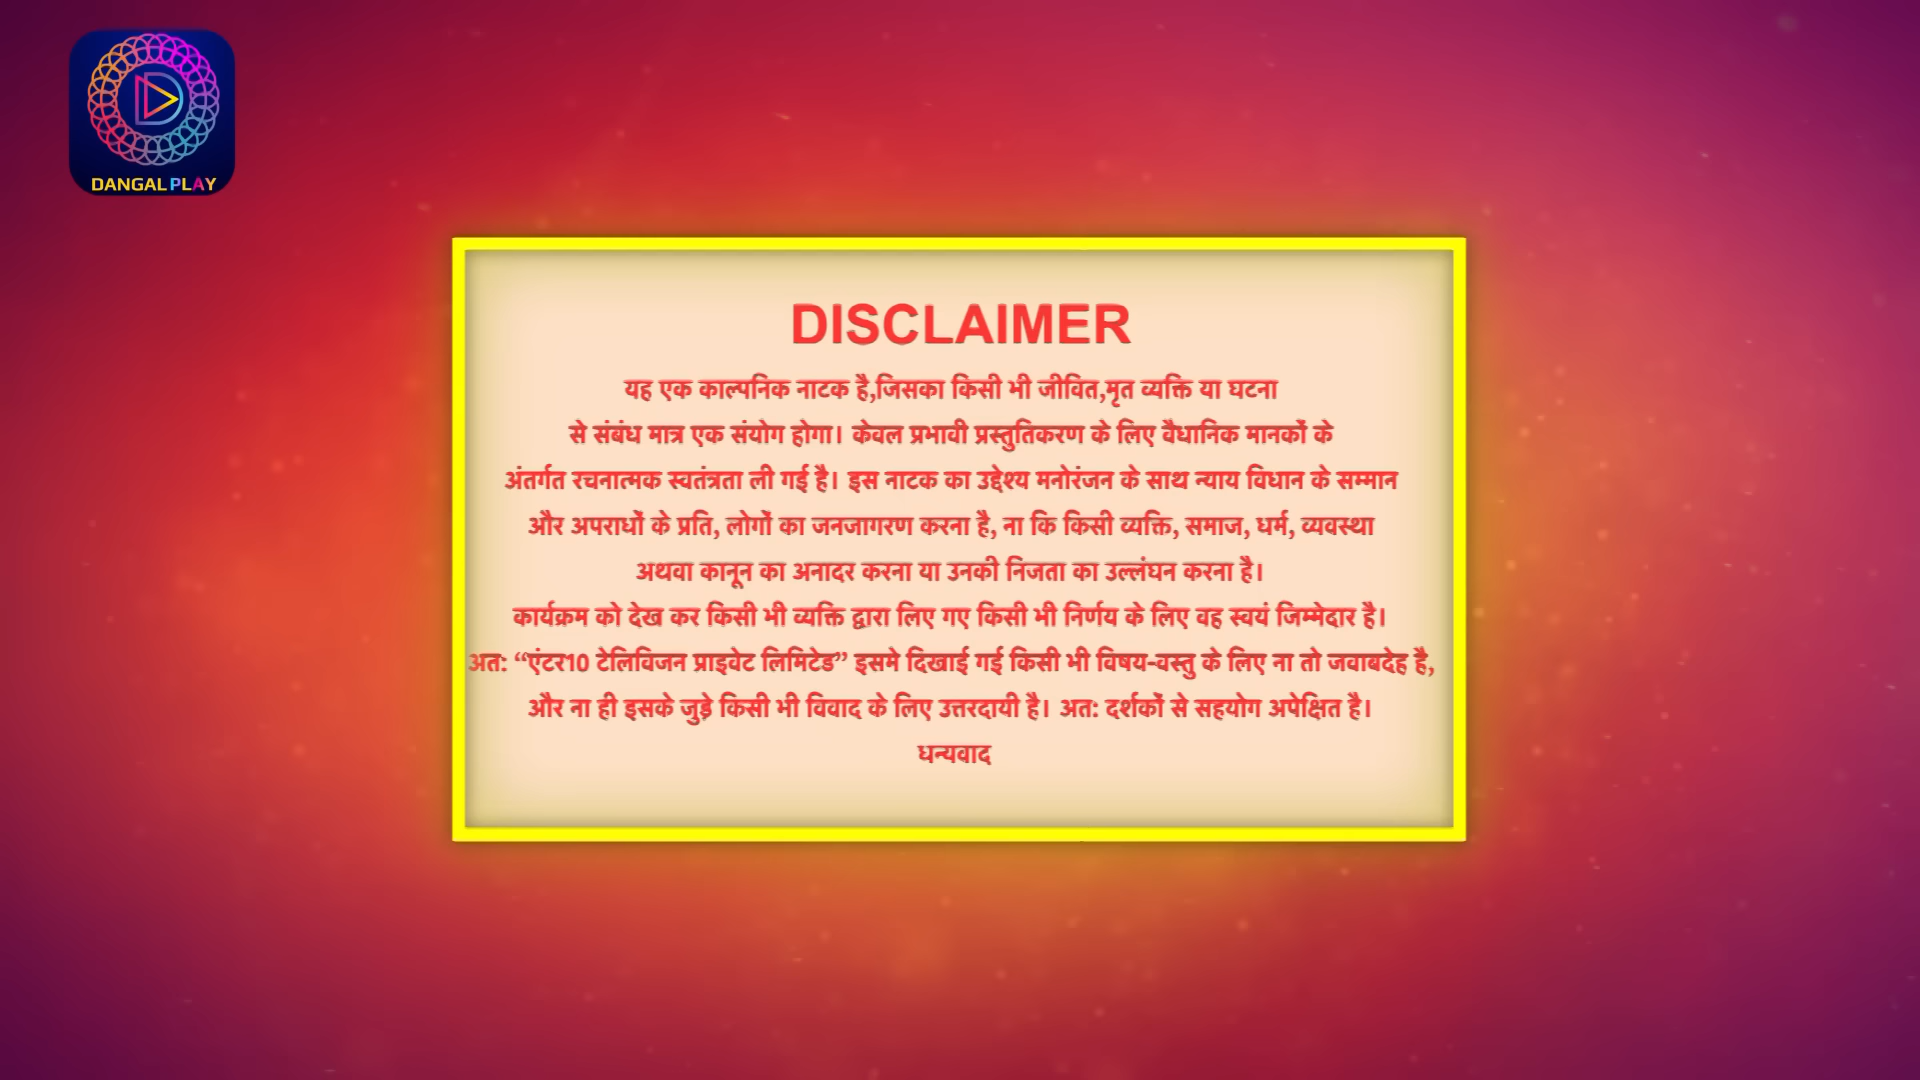 DANGAL PLAY
DISCLAIMER
यह एक काल्पनिक नाटक है,जिसका किसी भी जीवित,मृत व्यक्ति या घटना
से संबंध मात्र एक संयोग होगा। केवल प्रभावी प्रस्तुतिकरण के लिए वैधानिक मानकों के
अंतर्गत रचनात्मक स्वतंत्रता ली गई है। इस नाटक का उद्देश्य मनोरंजन के साथ न्याय विधान के सम्मान
और अपराधों के प्रति, लोगों का जनजागरण करना है, ना कि किसी व्यक्ति, समाज, धर्म, व्यवस्था
अथवा कानून का अनादर करना या उनकी निजता का उल्लंघन करना है।
कार्यक्रम को देख कर किसी भी व्यक्ति द्वारा लिए गए किसी भी निर्णय के लिए वह स्वयं जिम्मेदार है।
अत: “एंटर10 टेलिविजन प्राइवेट लिमिटेड” इसमे दिखाई गई किसी भी विषय-वस्तु के लिए ना तो जवाबदेह है,
और ना ही इसके जुड़े किसी भी विवाद के लिए उत्तरदायी है। अत: दर्शकों से सहयोग अपेक्षित है।
धन्यवाद